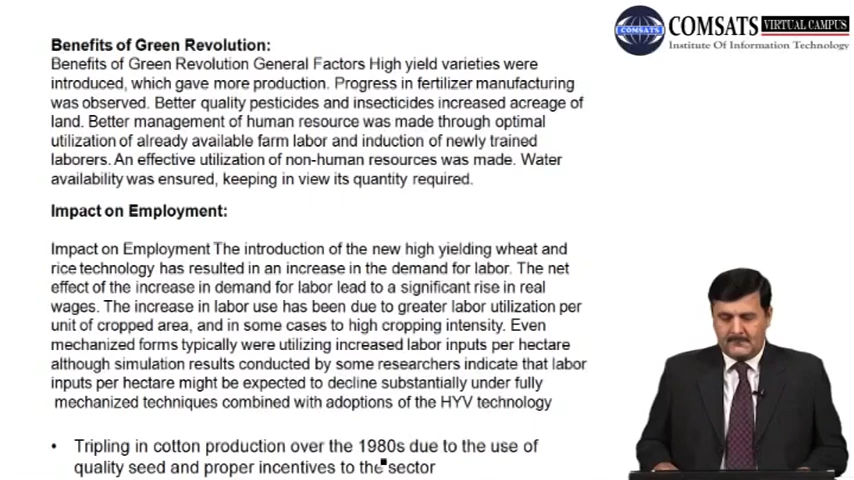 COMSATS VIRTUAL CAMPUS
COMSATS
Institute Of Information Technology
Benefits of Green Revolution:
Benefits of Green Revolution General Factors High yield varieties were
introduced, which gave more production. Progress in fertilizer manufacturing
was observed. Better quality pesticides and insecticides increased acreage of
land. Better management of human resource was made through optimal
utilization of already available farm labor and induction of newly trained
laborers. An effective utilization of non-human resources was made. Water
availability was ensured, keeping in view its quantity required.
Impact on Employment:
Impact on Employment The introduction of the new high yielding wheat and
rice technology has resulted in an increase in the demand for labor. The net
effect of the increase in demand for labor lead to a significant rise in real
wages. The increase in labor use has been due to greater labor utilization per
unit of cropped area, and in some cases to high cropping intensity. Even
mechanized forms typically were utilizing increased labor inputs per hectare
although simulation results conducted by some researchers indicate that labor
inputs per hectare might be expected to decline substantially under fully
mechanized techniques combined with adoptions of the HYV technology
• Tripling in cotton production over the 1980s due to the use of
quality seed and proper incentives to the sector